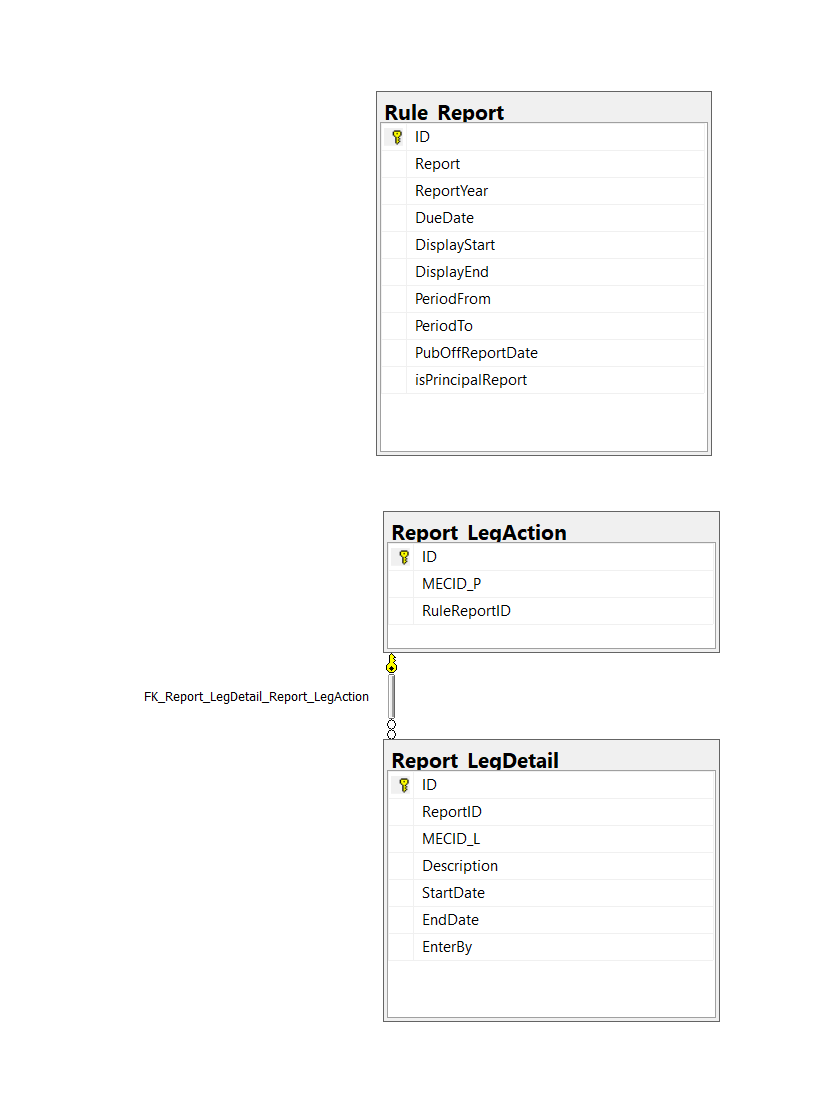 Rule_Report
ID
Report
ReportYear
DueDate
DisplayStart
DisplayEnd
PeriodFrom
PeriodTo
PubOffReportDate
isPrincipalReport
Report_LegAction
ID
MECID_P
RuleReportID
FK_Report_LegDetail_Report_LegAction
Report_LegDetail
ID
ReportID
MECID_L
Description
StartDate
EndDate
EnterBy